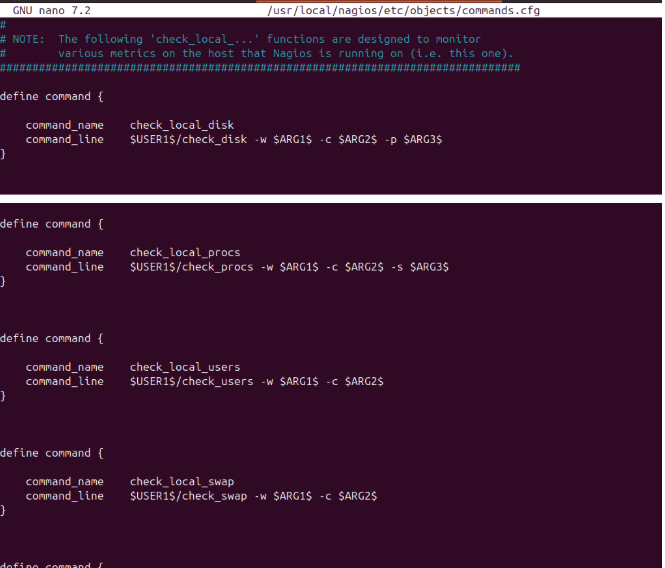 GNU nano 7.2 /usr/local/nagios/etc/objects/commands.cfg
#
# NOTE: The following 'check_local_...' functions are designed to monitor
# various metrics on the host that Nagios is running on (i.e. this one).
################################################################################
define command {
command_name check_local_disk
command_line $USER1$/check_disk -w $ARG1$ -c $ARG2$ -p $ARG3$
}
define command {
command_name check_local_procs
command_line $USER1$/check_procs -w $ARG1$ -c $ARG2$ -s $ARG3$
}
define command {
command_name check_local_users
command_line $USER1$/check_users -w $ARG1$ -c $ARG2$
}
define command {
command_name check_local_swap
command_line $USER1$/check_swap -w $ARG1$ -c $ARG2$
}
define command {